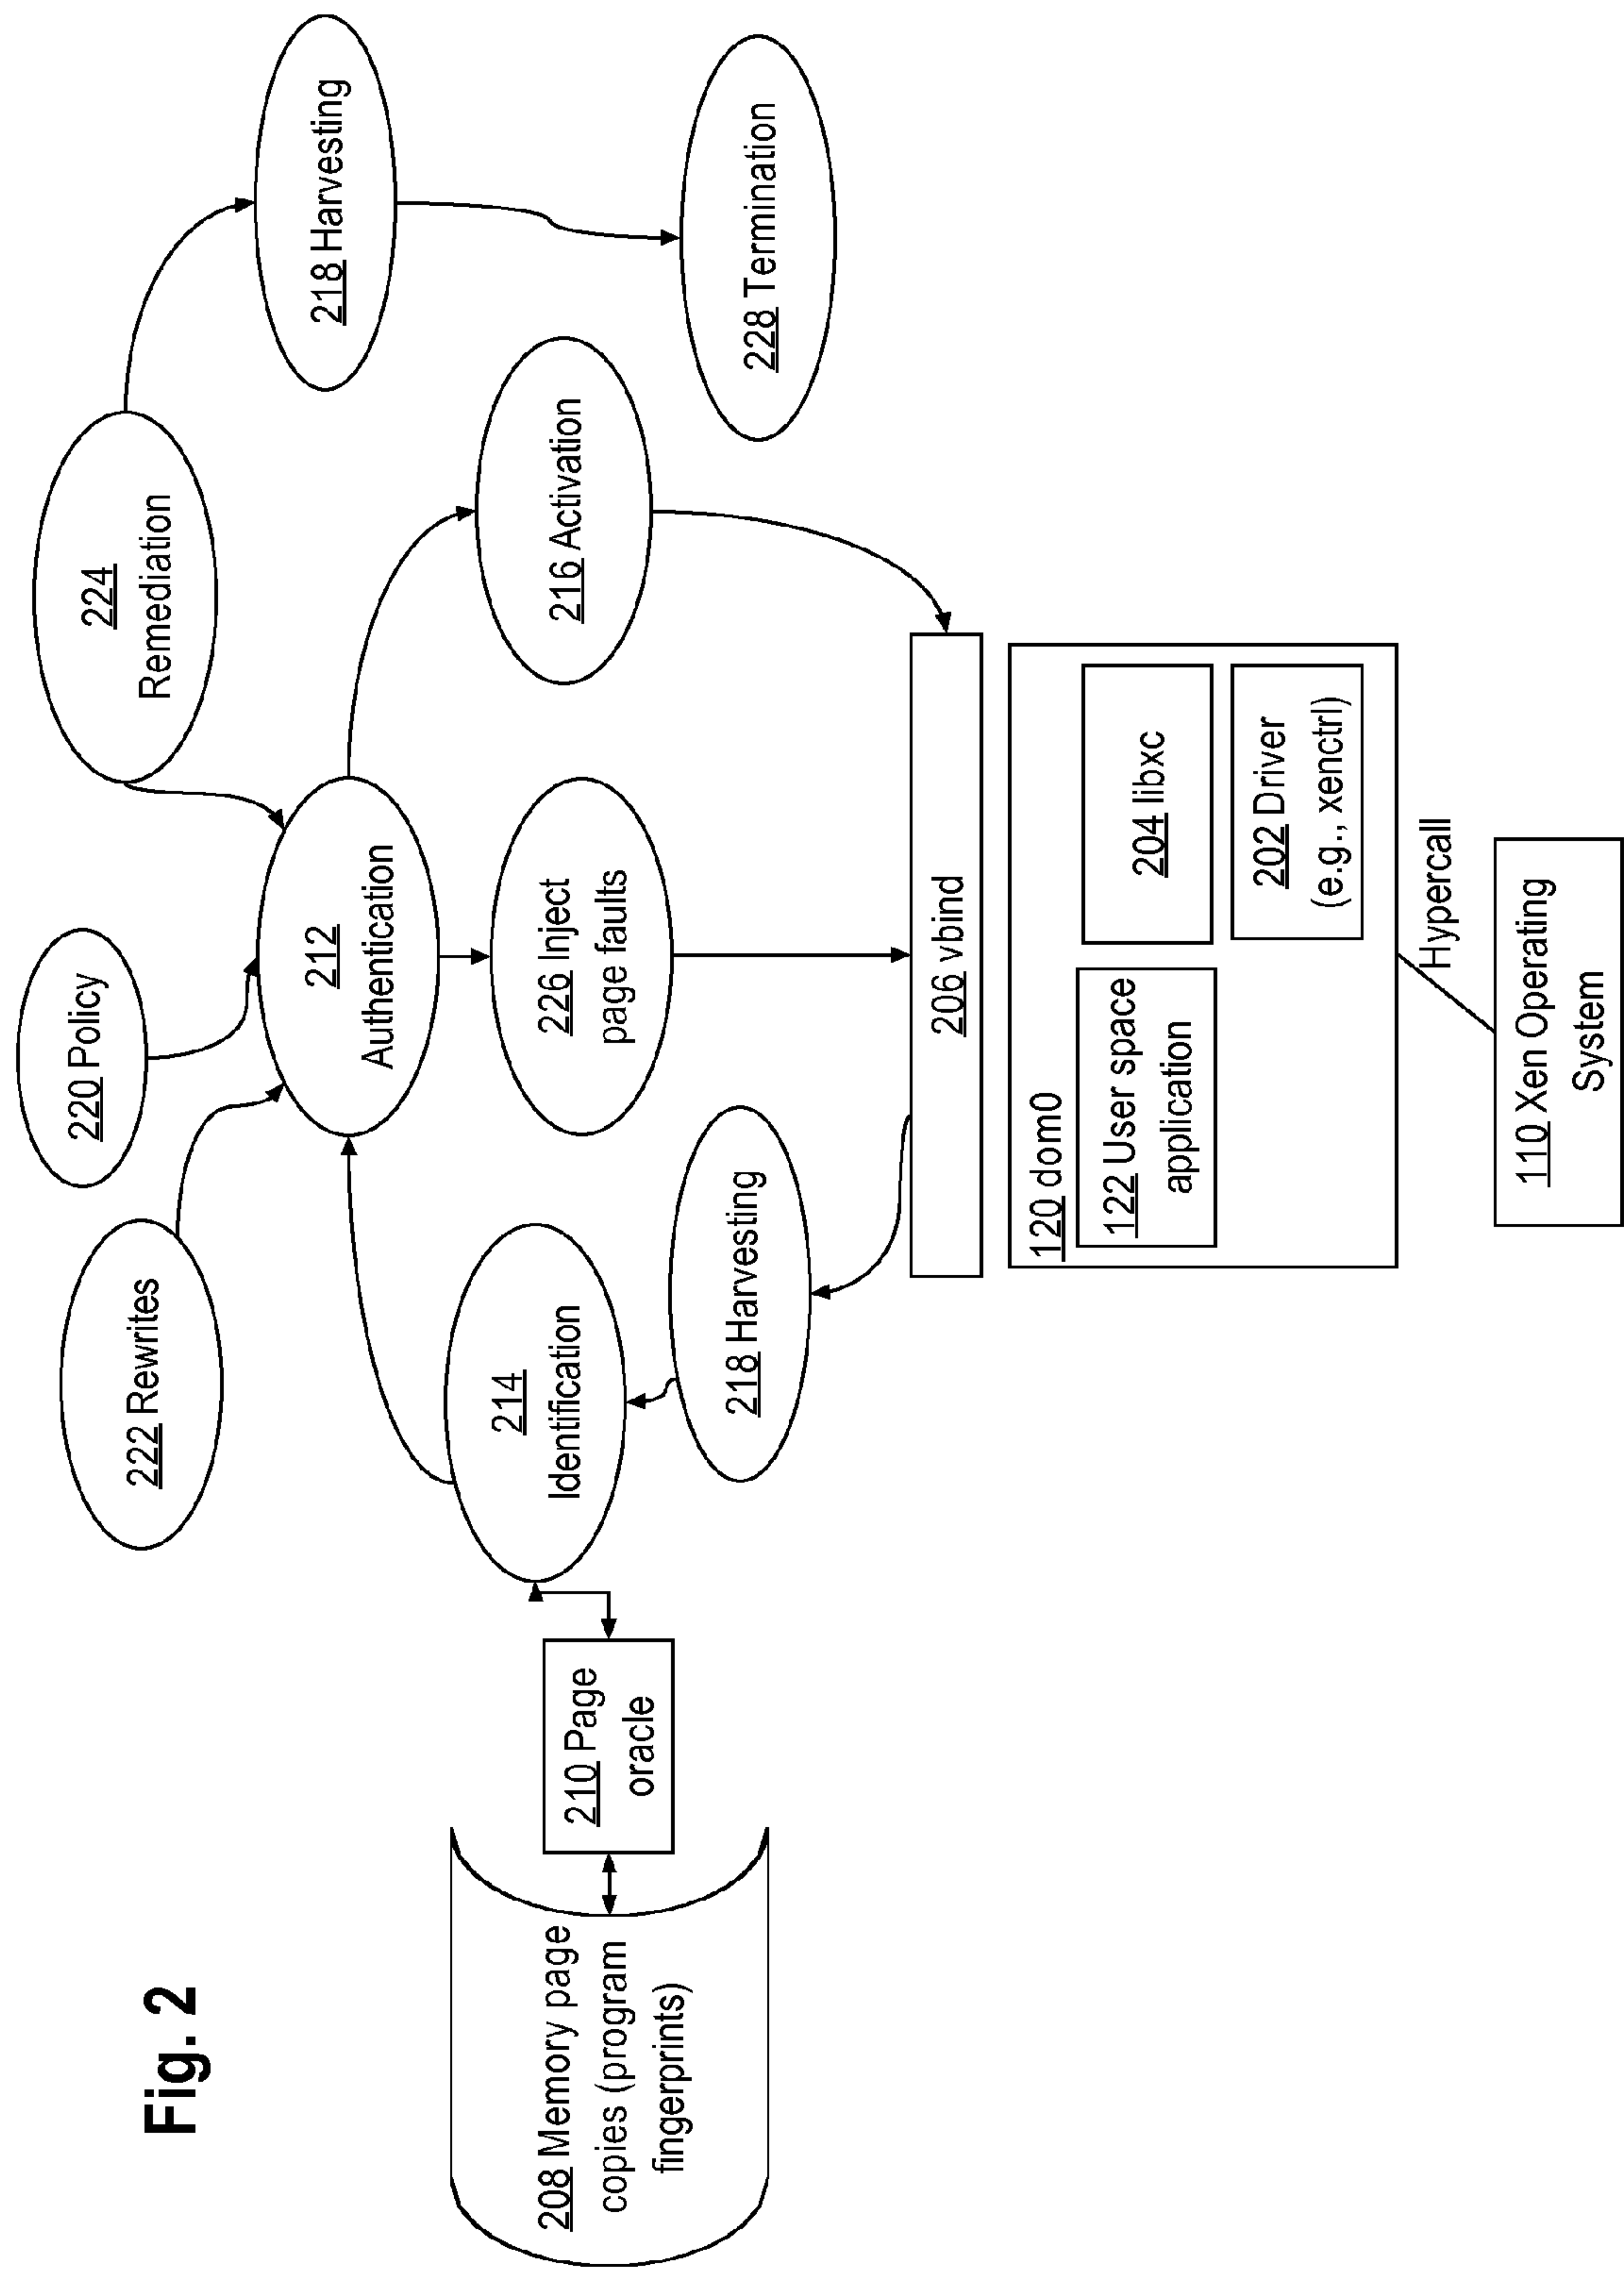 Fig. 2
222 Rewrites
220 Policy
224
Remediation
218 Harvesting
212
Authentication
214
Identification
226 Inject
page faults
216 Activation
228 Termination
208 Memory page
copies (program
fingerprints)
210 Page
oracle
218 Harvesting
206 vbind
120 dom0
122 User space
application
204 libxc
202 Driver
(e.g., xenctrl)
Hypercall
110 Xen Operating
System